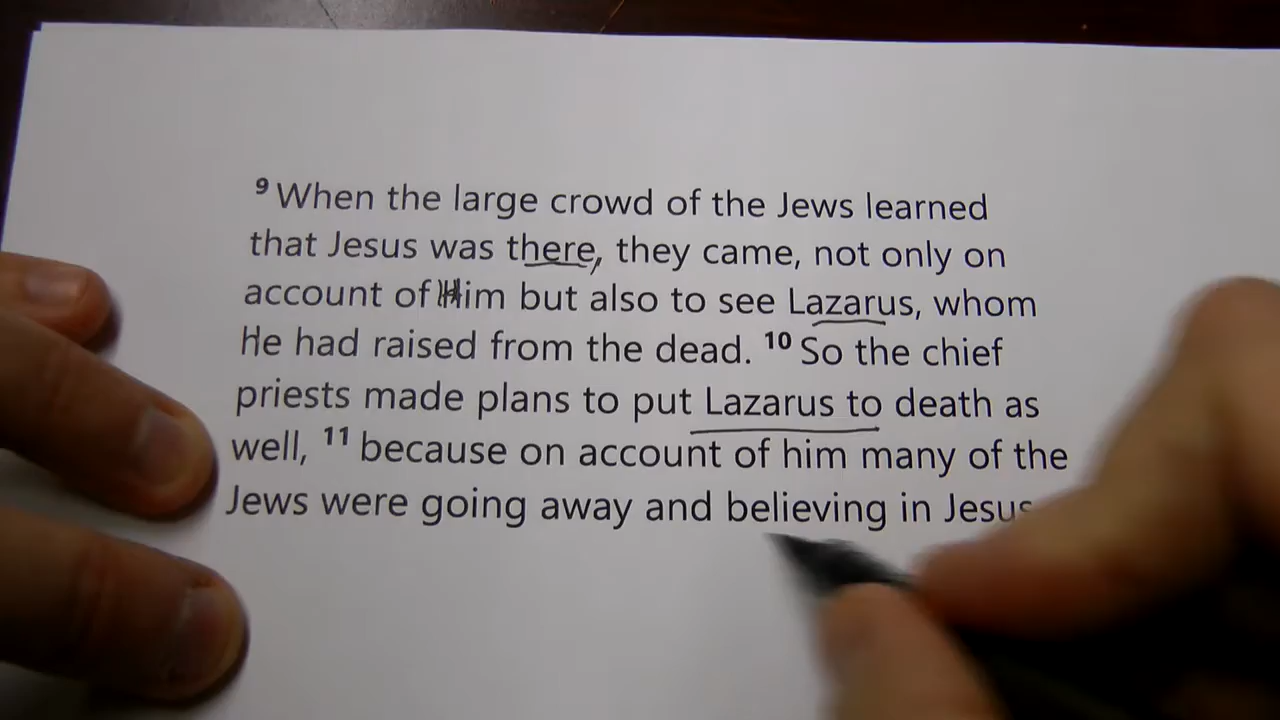 9 When the large crowd of the Jews learned
that Jesus was there, they came, not only on
account of Him but also to see Lazarus, whom
He had raised from the dead. 10 So the chief
priests made plans to put Lazarus to death as
well, 11 because on account of him many of the
Jews were going away and believing in Jesus